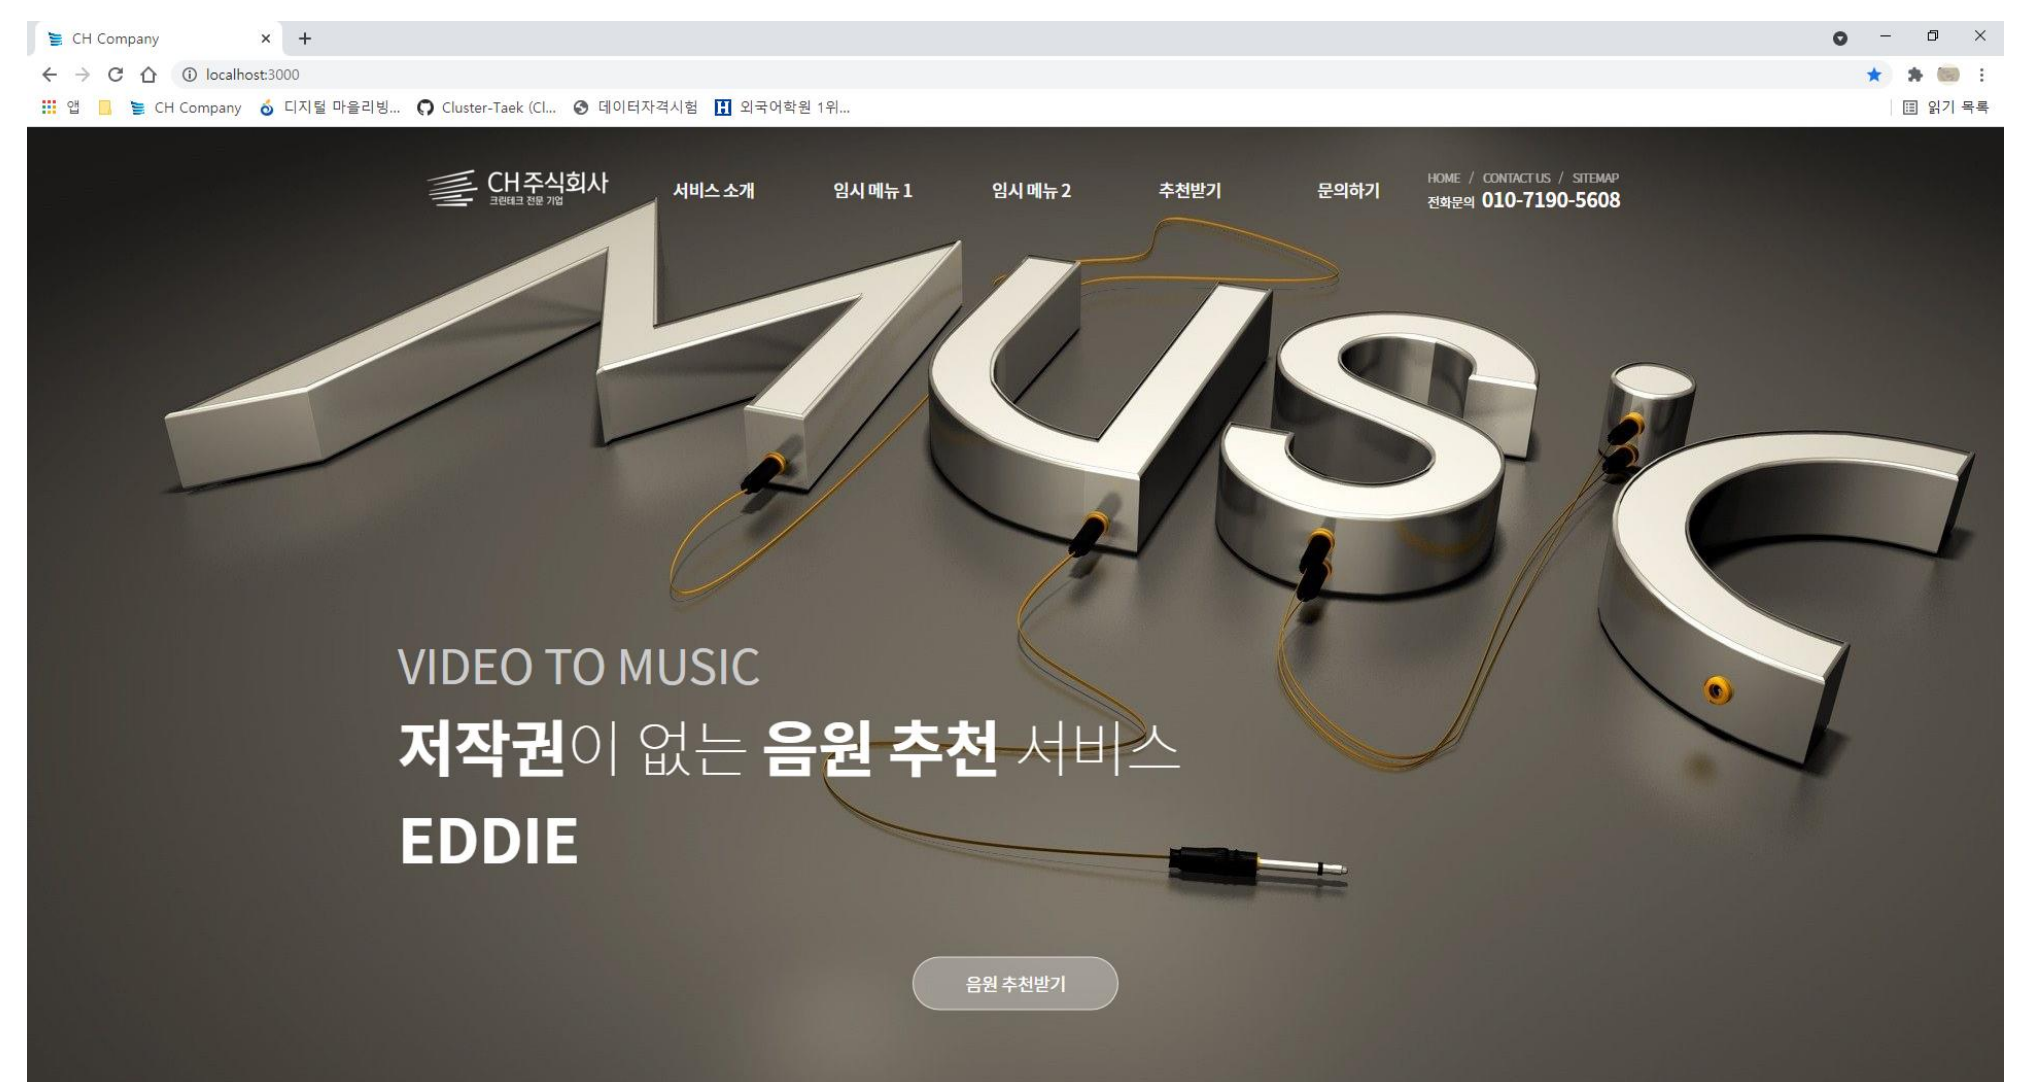 CH Company
localhost:3000
앱 CH Company 디지털 마을리빙... Cluster-Taek (Cl... 데이터자격시험 H 외국어학원 1위... 읽기 목록
CH주식회사
크린테크 전문 기업
서비스 소개 임시 메뉴 1 임시 메뉴 2 추천받기 문의하기
HOME / CONTACT US / SITEMAP
전화문의 010-7190-5608
MUSiC
VIDEO TO MUSIC
저작권이 없는 음원 추천 서비스
EDDIE
음원 추천받기